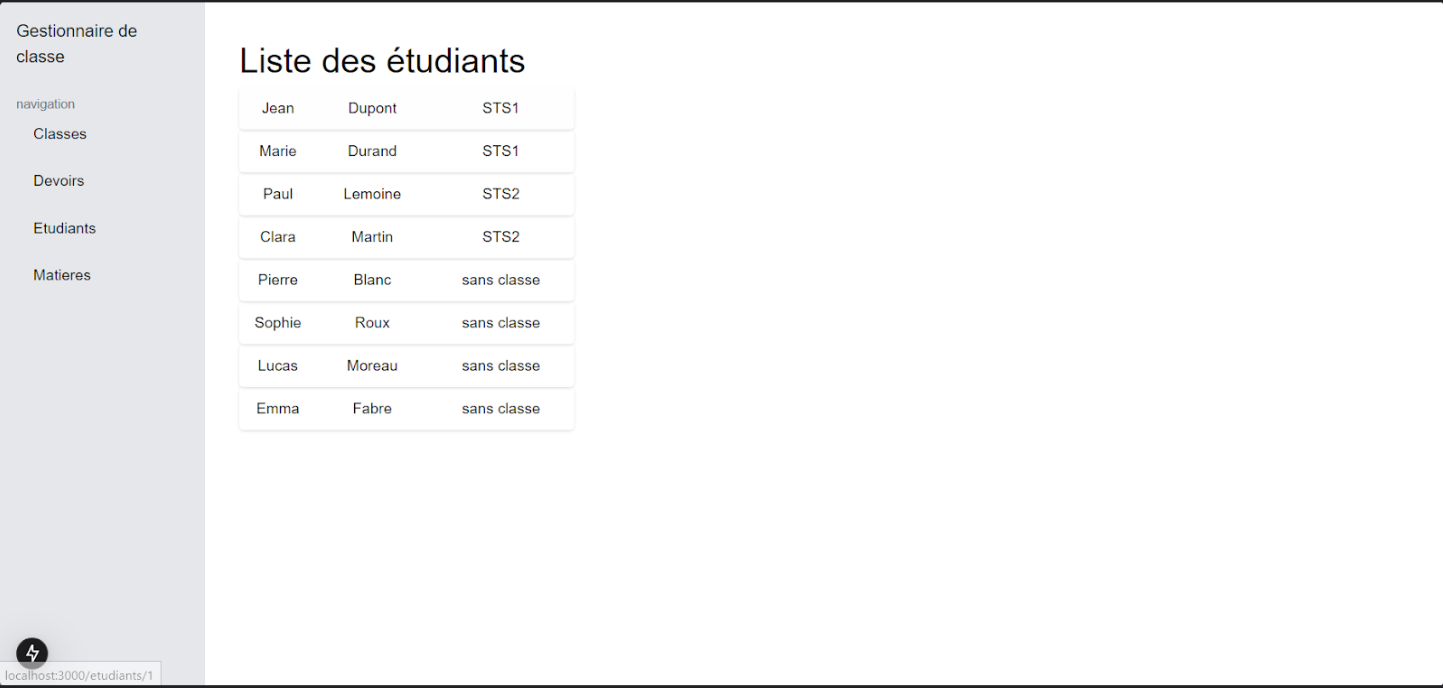 Gestionnaire de
classe
navigation
Classes
Devoirs
Etudiants
Matieres
Liste des étudiants
Jean Dupont STS1
Marie Durand STS1
Paul Lemoine STS2
Clara Martin STS2
Pierre Blanc sans classe
Sophie Roux sans classe
Lucas Moreau sans classe
Emma Fabre sans classe
localhost:3000/etudiants/1